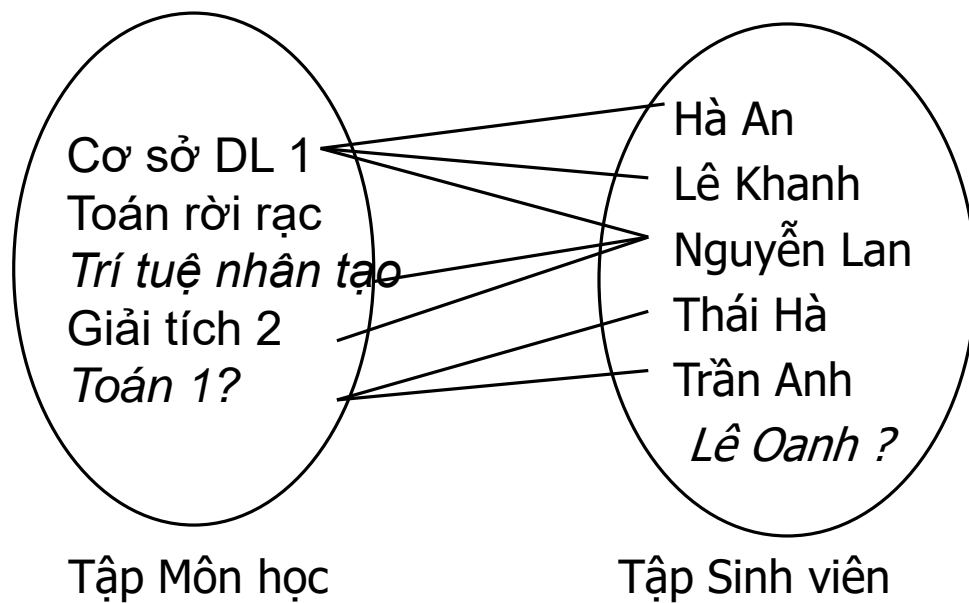 Cơ sở DL 1
Toán rời rạc
Trí tuệ nhân tạo
Giải tích 2
Toán 1?
Hà An
Lê Khanh
Nguyễn Lan
Thái Hà
Trần Anh
Lê Oanh ?
Tập Môn học
Tập Sinh viên